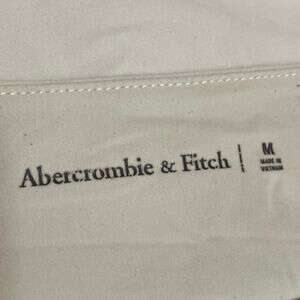 Abercrombie & Fitch | M
MADE IN
VIETNAM